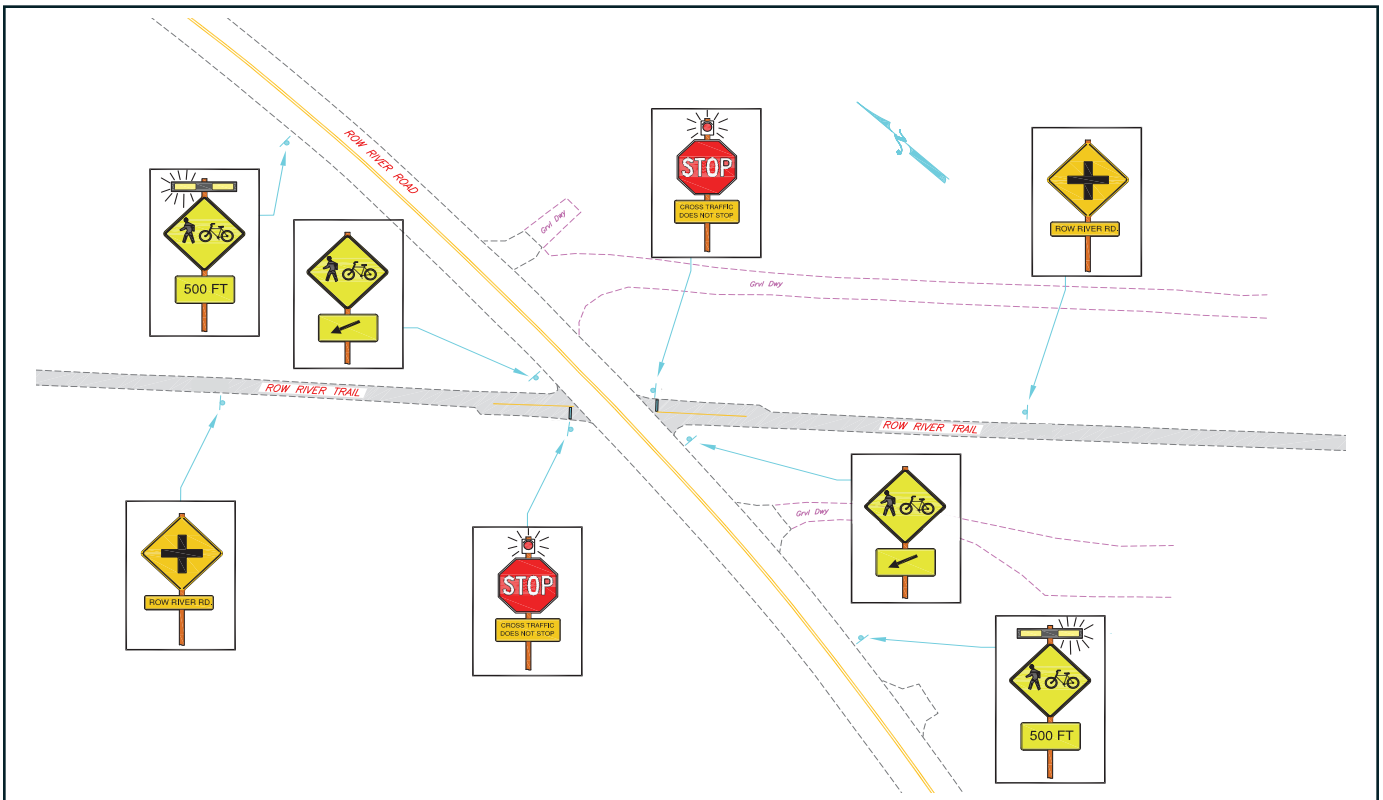 ROW RIVER ROAD
STOP
CROSS TRAFFIC
DOES NOT STOP
ROW RIVER RD.
500 FT
Grvl Dwy
Grvl Dwy
ROW RIVER TRAIL
ROW RIVER TRAIL
Grvl Dwy
ROW RIVER RD.
STOP
CROSS TRAFFIC
DOES NOT STOP
500 FT